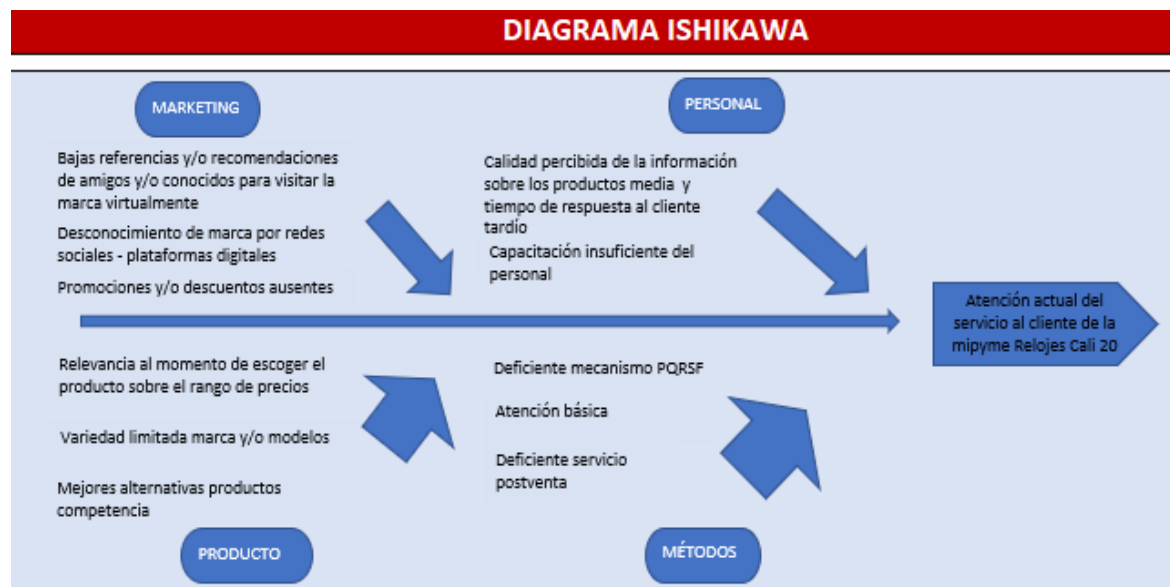 DIAGRAMA ISHIKAWA
MARKETING
Bajas referencias y/o recomendaciones
de amigos y/o conocidos para visitar la
marca virtualmente
Desconocimiento de marca por redes
sociales - plataformas digitales
Promociones y/o descuentos ausentes
PERSONAL
Calidad percibida de la información
sobre los productos media y
tiempo de respuesta al cliente
tardío
Capacitación insuficiente del
personal
Atención actual del
servicio al cliente de la
mipyme Relojes Cali 20
Relevancia al momento de escoger el
producto sobre el rango de precios
Variedad limitada marca y/o modelos
Mejores alternativas productos
competencia
PRODUCTO
Deficiente mecanismo PQRSF
Atención básica
Deficiente servicio
postventa
MÉTODOS